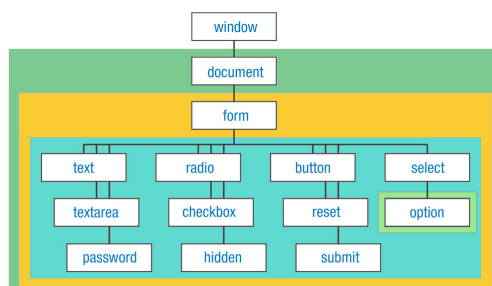 window
document
form
text radio button select
textarea checkbox reset option
password hidden submit